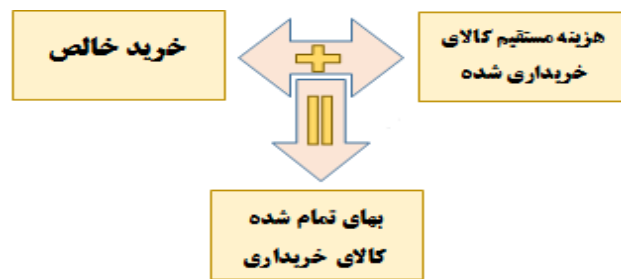 هزینه مستقیم کالای
خریداری شده
+
خرید خالص
=
بهای تمام شده
کالای خریداری